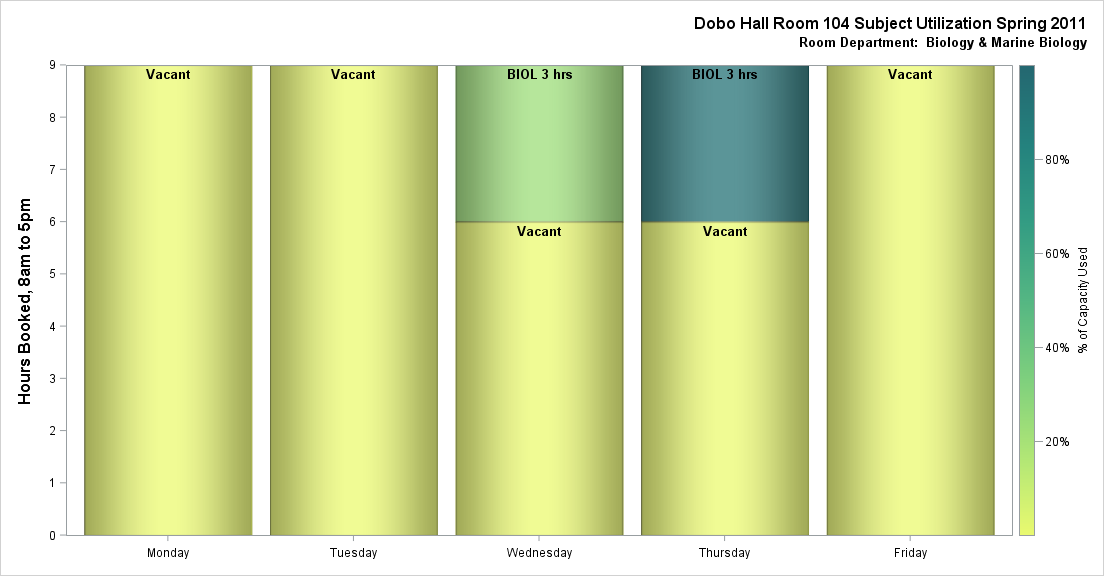 Dobo Hall Room 104 Subject Utilization Spring 2011
Room Department:  Biology & Marine Biology
Hours Booked, 8am to 5pm
9
8
7
6
5
4
3
2
1
0
Vacant
Vacant
BIOL 3 hrs
BIOL 3 hrs
Vacant
Vacant
Vacant
Monday
Tuesday
Wednesday
Thursday
Friday
80%
60%
40%
20%
% of Capacity Used